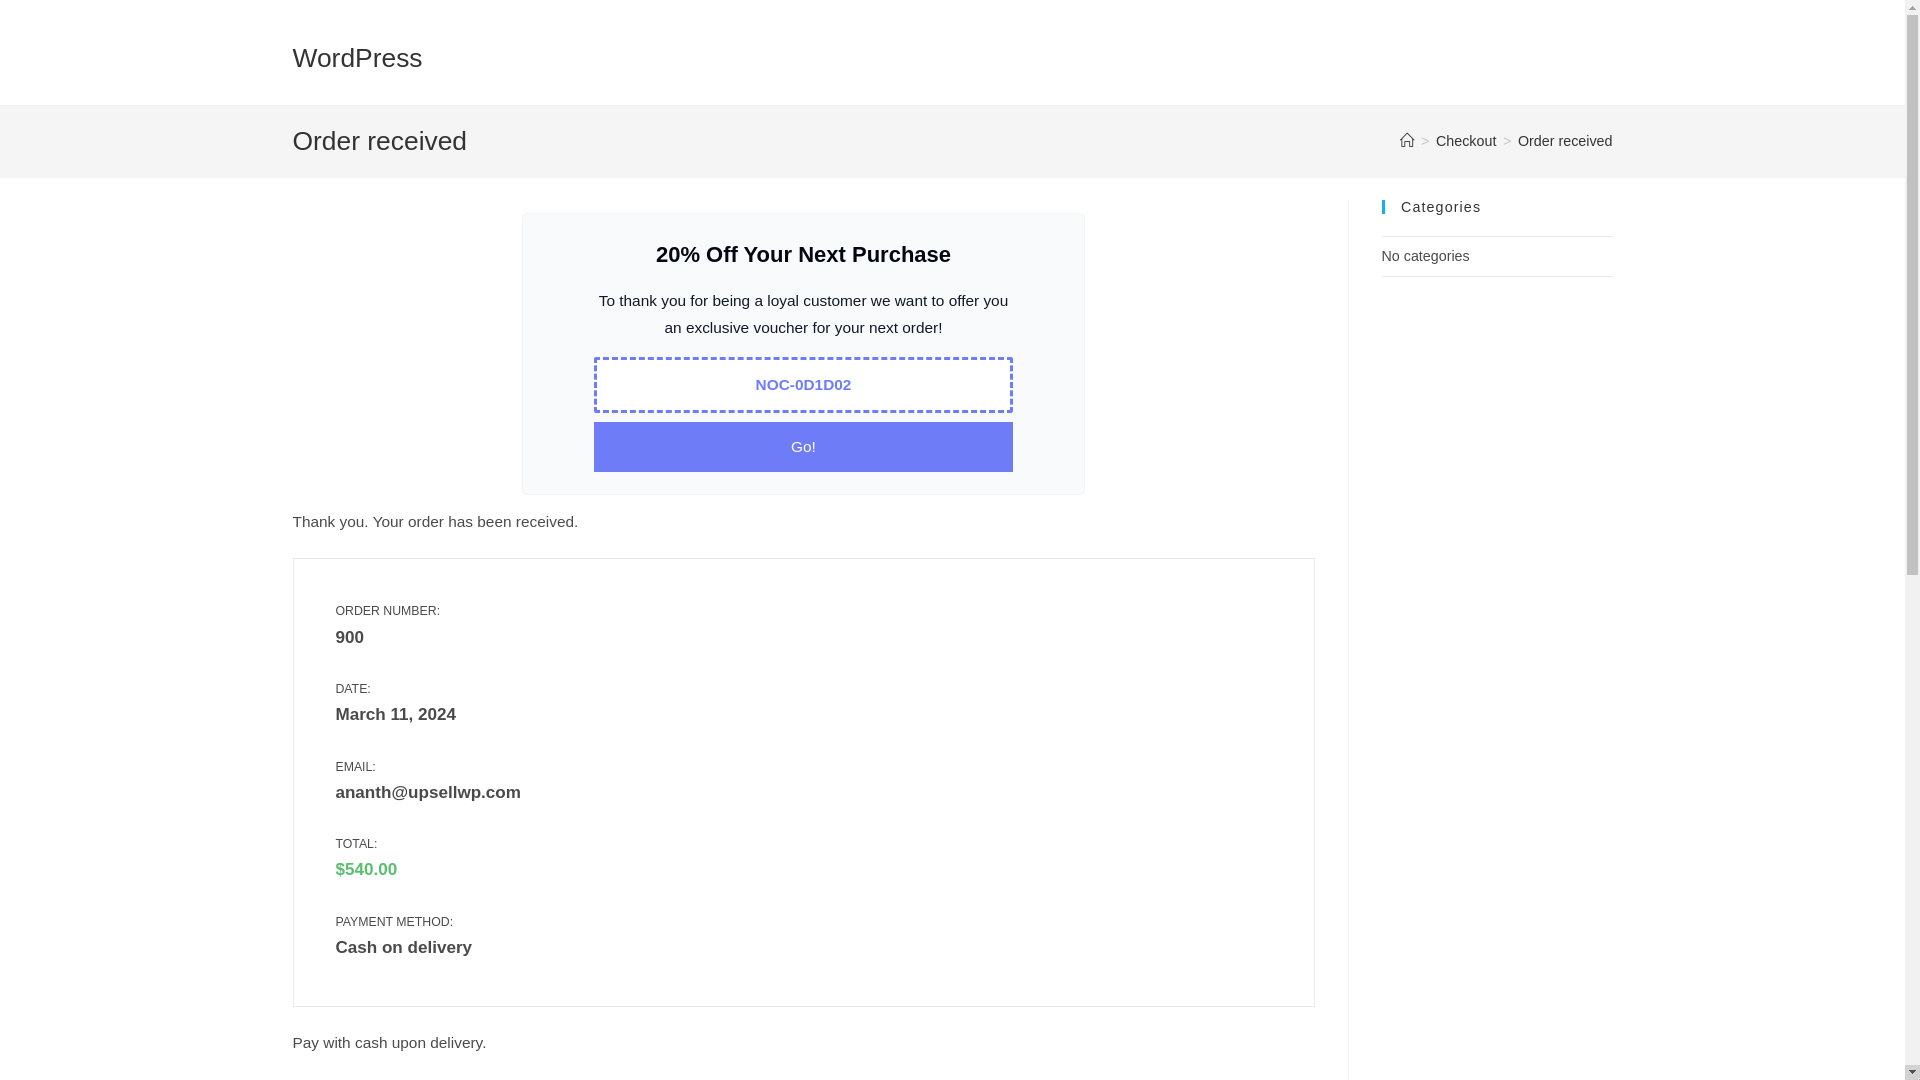 WordPress
Order received
> Checkout > Order received
20% Off Your Next Purchase
To thank you for being a loyal customer we want to offer you
an exclusive voucher for your next order!
NOC-0D1D02
Go!
Thank you. Your order has been received.
ORDER NUMBER:
900
DATE:
March 11, 2024
EMAIL:
ananth@upsellwp.com
TOTAL:
$540.00
PAYMENT METHOD:
Cash on delivery
Pay with cash upon delivery.
Categories
No categories